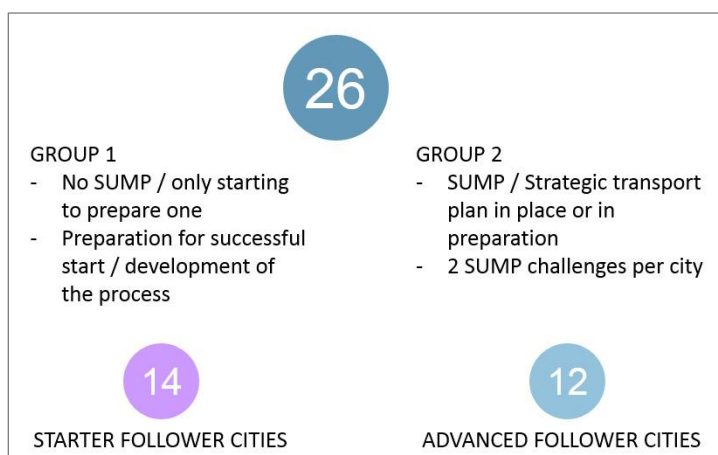 26
GROUP 1
- No SUMP / only starting
to prepare one
- Preparation for successful
start / development of
the process
14
STARTER FOLLOWER CITIES
GROUP 2
- SUMP / Strategic transport
plan in place or in
preparation
- 2 SUMP challenges per city
12
ADVANCED FOLLOWER CITIES